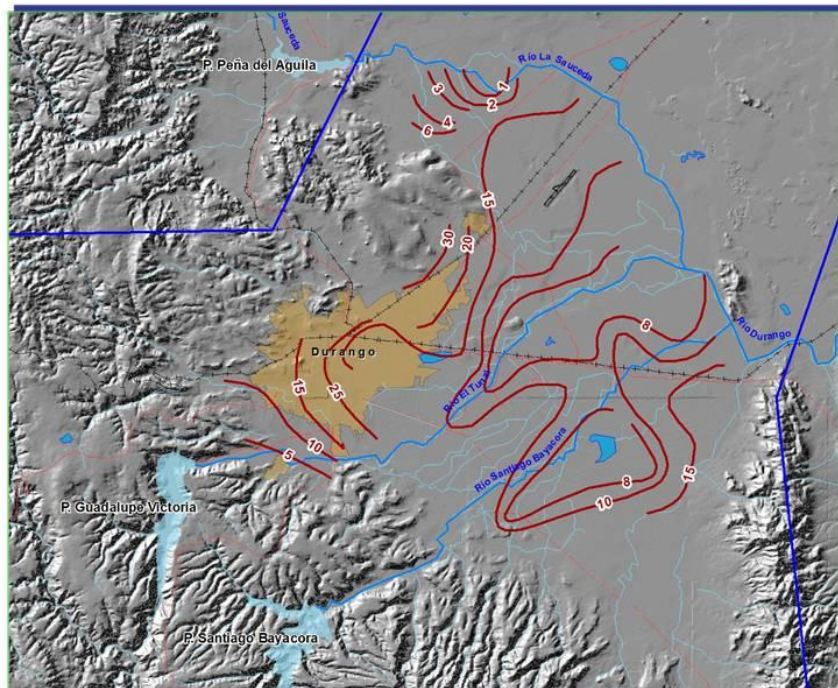 Sauceda
P. Peña del Aguila
Río La Sauceda
3
1
2
4
6
15
30
20
8
Río Durango
Durango
15
25
Río El Tunal
10
5
Río Santiago Bayacora
8
15
10
P. Guadalupe Victoria
P. Santiago Bayacora